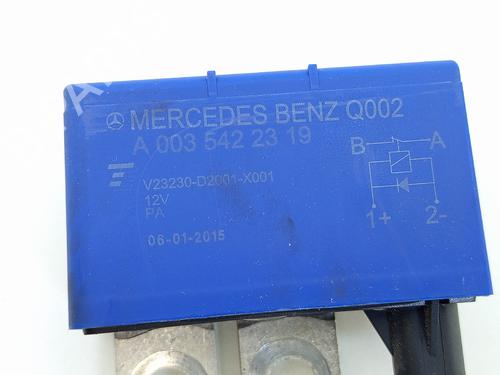 MERCEDES BENZ Q002
A 003 542 23 19
B A
V23230-D2001-X001
12V
PA
1+ 2-
06-01-2015